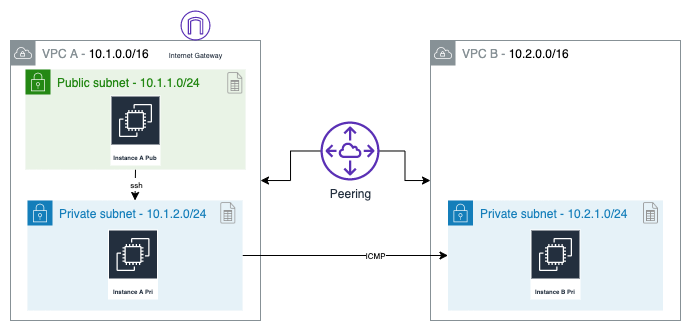 VPC A - 10.1.0.0/16
Internet Gateway
Public subnet - 10.1.1.0/24
Instance A Pub
ssh
Private subnet - 10.1.2.0/24
Instance A Pri
Peering
ICMP
VPC B - 10.2.0.0/16
Private subnet - 10.2.1.0/24
Instance B Pri